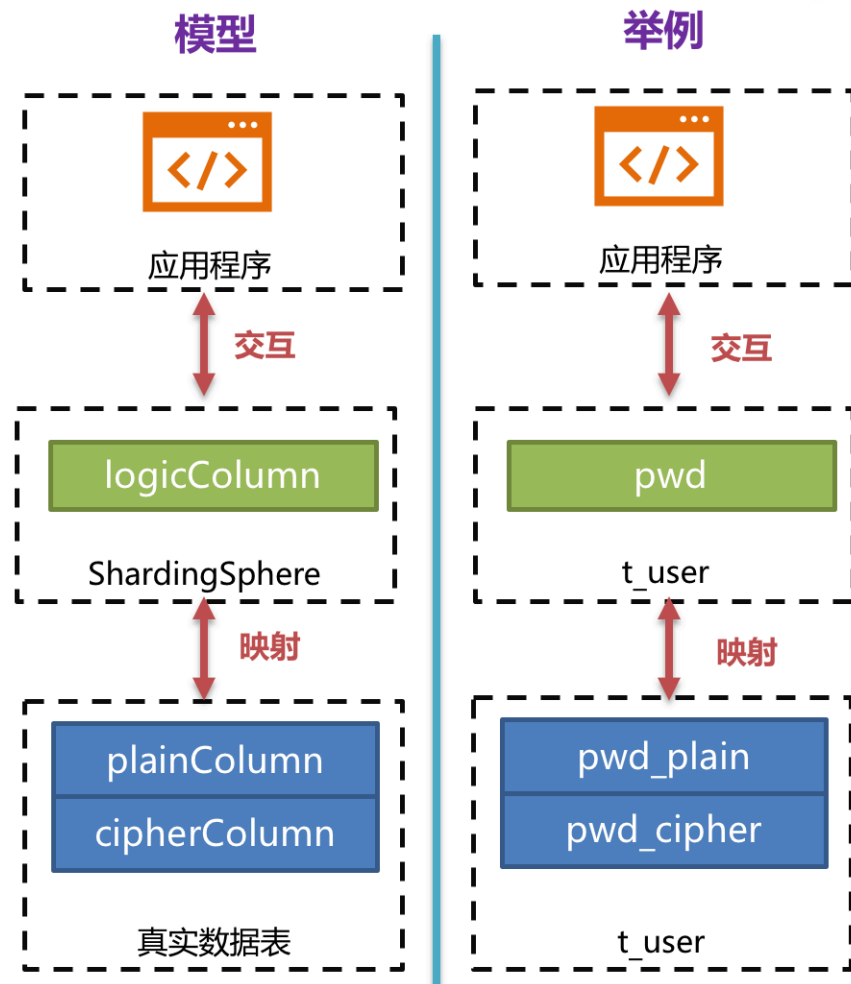 模型
</>
应用程序
交互
logicColumn
ShardingSphere
映射
plainColumn
cipherColumn
真实数据表
举例
</>
应用程序
交互
pwd
t_user
映射
pwd_plain
pwd_cipher
t_user